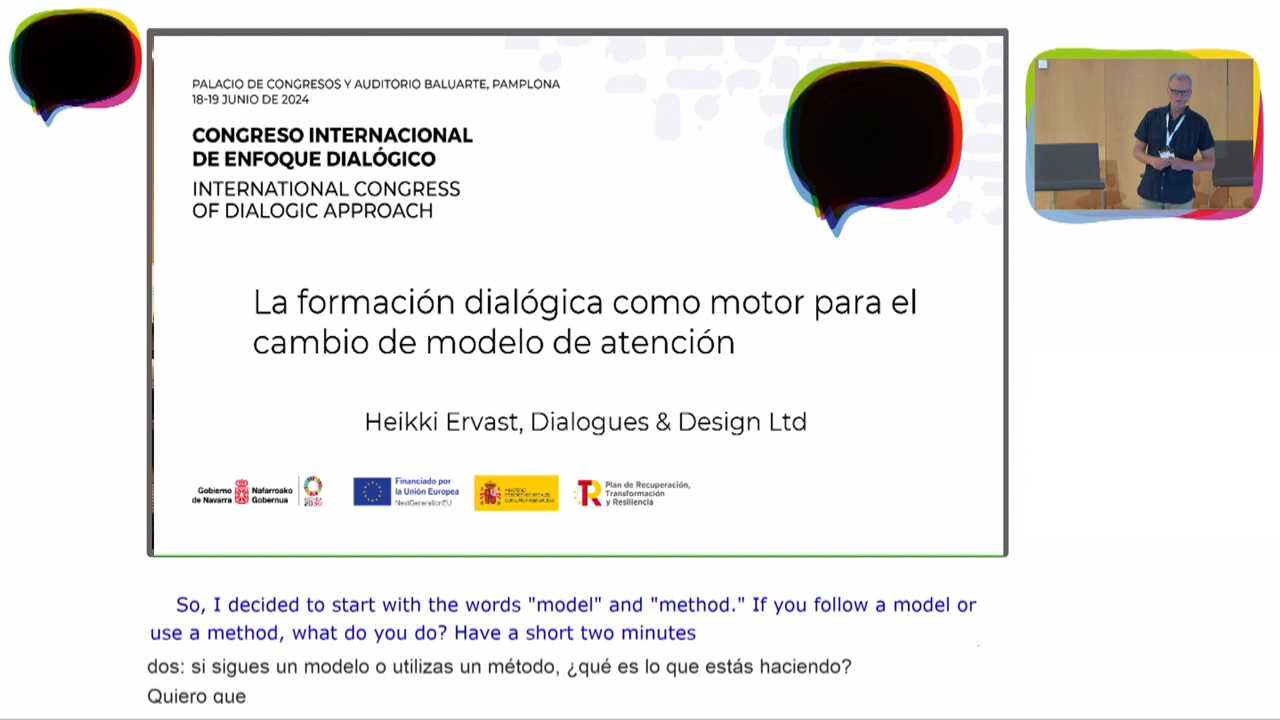 PALACIO DE CONGRESOS Y AUDITORIO BALUARTE, PAMPLONA
18-19 JUNIO DE 2024
CONGRESO INTERNACIONAL
DE ENFOQUE DIALÓGICO
INTERNATIONAL CONGRESS
OF DIALOGIC APPROACH
La formación dialógica como motor para el
cambio de modelo de atención
Heikki Ervast, Dialogues & Design Ltd
Gobierno
de Navarra
Nafarroako
Gobernua
2030
Financiado por
la Unión Europea
NextGenerationEU
Plan de Recuperación,
Transformación
y Resiliencia
So, I decided to start with the words "model" and "method." If you follow a model or
use a method, what do you do? Have a short two minutes
dos: si sigues un modelo o utilizas un método, ¿qué es lo que estás haciendo?
Quiero que